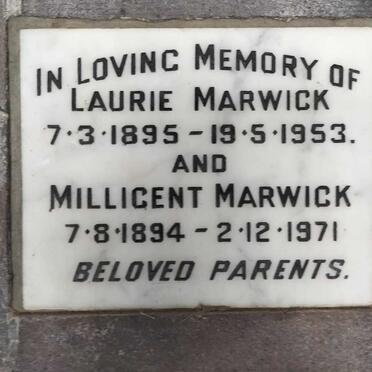 IN LOVING MEMORY OF
LAURIE MARWICK
7·3·1895 – 19·5·1953.
AND
MILLICENT MARWICK
7·8·1894 – 2·12·1971
BELOVED PARENTS.